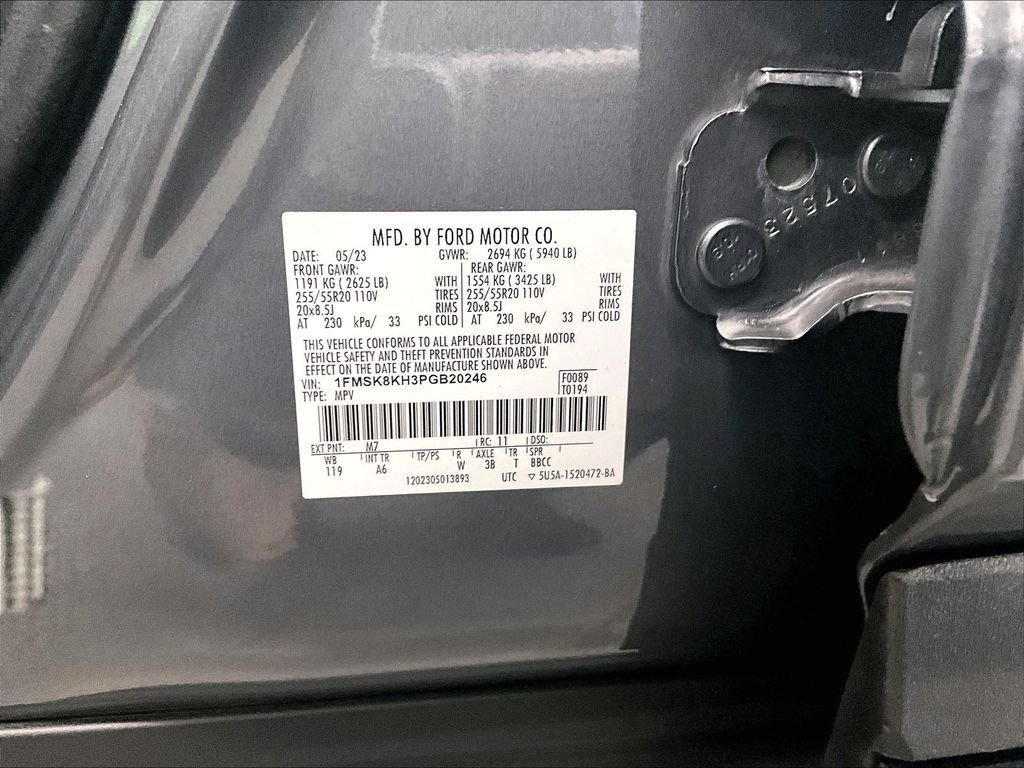 MFD. BY FORD MOTOR CO.
DATE: 05/23 GVWR: 2694 KG ( 5940 LB)
FRONT GAWR: REAR GAWR:
1191 KG ( 2625 LB) WITH 1554 KG ( 3425 LB) WITH
255/55R20 110V TIRES 255/55R20 110V TIRES
20x8.5J RIMS 20x8.5J RIMS
AT 230 kPa/ 33 PSI COLD AT 230 kPa/ 33 PSI COLD
THIS VEHICLE CONFORMS TO ALL APPLICABLE FEDERAL MOTOR
VEHICLE SAFETY AND THEFT PREVENTION STANDARDS IN
EFFECT ON THE DATE OF MANUFACTURE SHOWN ABOVE.
VIN: 1FMSK8KH3PGB20246 F0089
TYPE: MPV T0194
EXT PNT: M7 RC: 11 DSO:
WB INT TR TP/PS R AXLE TR SPR
119 A6 W 3B T BBCC
1202305013893 UTC ▽ 5U5A-1520472-BA
07523